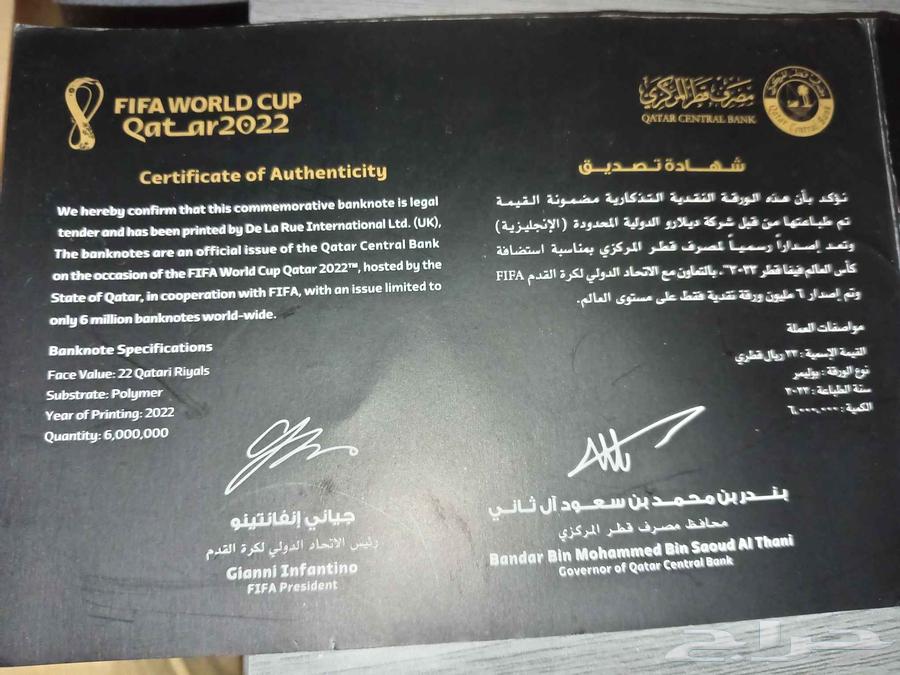 FIFA WORLD CUP
Qatar2022
مصرف قطر المركزي
QATAR CENTRAL BANK
Certificate of Authenticity
We hereby confirm that this commemorative banknote is legal
tender and has been printed by De La Rue International Ltd. (UK),
The banknotes are an official issue of the Qatar Central Bank
on the occasion of the FIFA World Cup Qatar 2022™, hosted by the
State of Qatar, in cooperation with FIFA, with an issue limited to
only 6 million banknotes world-wide.
Banknote Specifications
Face Value: 22 Qatari Riyals
Substrate: Polymer
Year of Printing: 2022
Quantity: 6,000,000
شهادة تصديق
نؤكد بأن هذه الورقة النقدية التذكارية مضمونة القيمة
تم طباعتها من قبل شركة ديلارو الدولية المحدودة (الإنجليزية)
وتعد إصداراً رسمياً لمصرف قطر المركزي بمناسبة استضافة
كأس العالم فيفا قطر ٢٠٢٢™، بالتعاون مع الاتحاد الدولي لكرة القدم FIFA
وتم إصدار ٦ مليون ورقة نقدية فقط على مستوى العالم.
مواصفات العملة
القيمة الإسمية : ٢٢ ريال قطري
نوع الورقة : بوليمر
سنة الطباعة : ٢٠٢٢
الكمية : ٦,٠٠٠,٠٠٠
جياني إنفانتينو
رئيس الاتحاد الدولي لكرة القدم
Gianni Infantino
FIFA President
بندر بن محمد بن سعود آل ثاني
محافظ مصرف قطر المركزي
Bandar Bin Mohammed Bin Saoud Al Thani
Governor of Qatar Central Bank
حراج